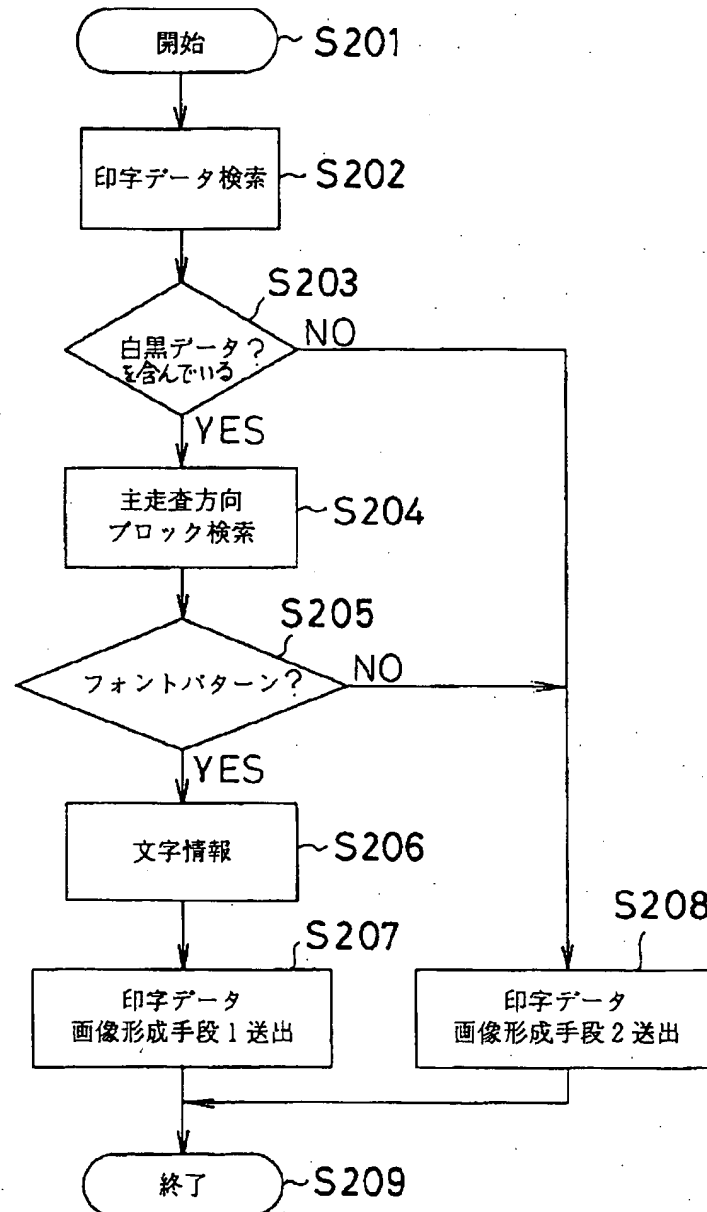 開始
S201
印字データ検索
S202
S203
白黒データ?
を含んでいる
NO
YES
主走査方向
ブロック検索
S204
S205
フォントパターン?
NO
YES
文字情報
S206
S207
印字データ
画像形成手段1送出
S208
印字データ
画像形成手段2送出
終了
S209